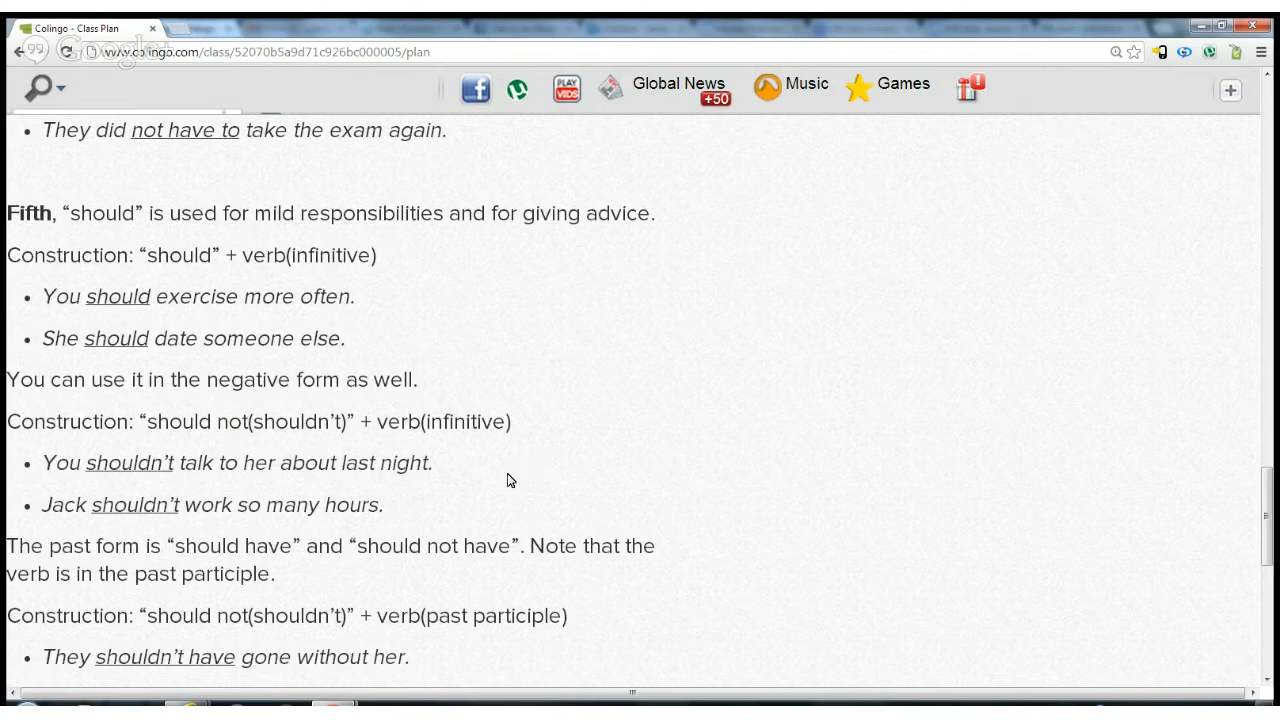 Colingo - Class Plan
Google+
www.colingo.com/class/52070b5a9d71c926bc000005/plan
PLAY VIDS Global News +50 Music Games
• They did not have to take the exam again.
Fifth, “should” is used for mild responsibilities and for giving advice.
Construction: “should” + verb(infinitive)
• You should exercise more often.
• She should date someone else.
You can use it in the negative form as well.
Construction: “should not(shouldn’t)” + verb(infinitive)
• You shouldn’t talk to her about last night.
• Jack shouldn’t work so many hours.
The past form is “should have” and “should not have”. Note that the
verb is in the past participle.
Construction: “should not(shouldn’t)” + verb(past participle)
• They shouldn’t have gone without her.